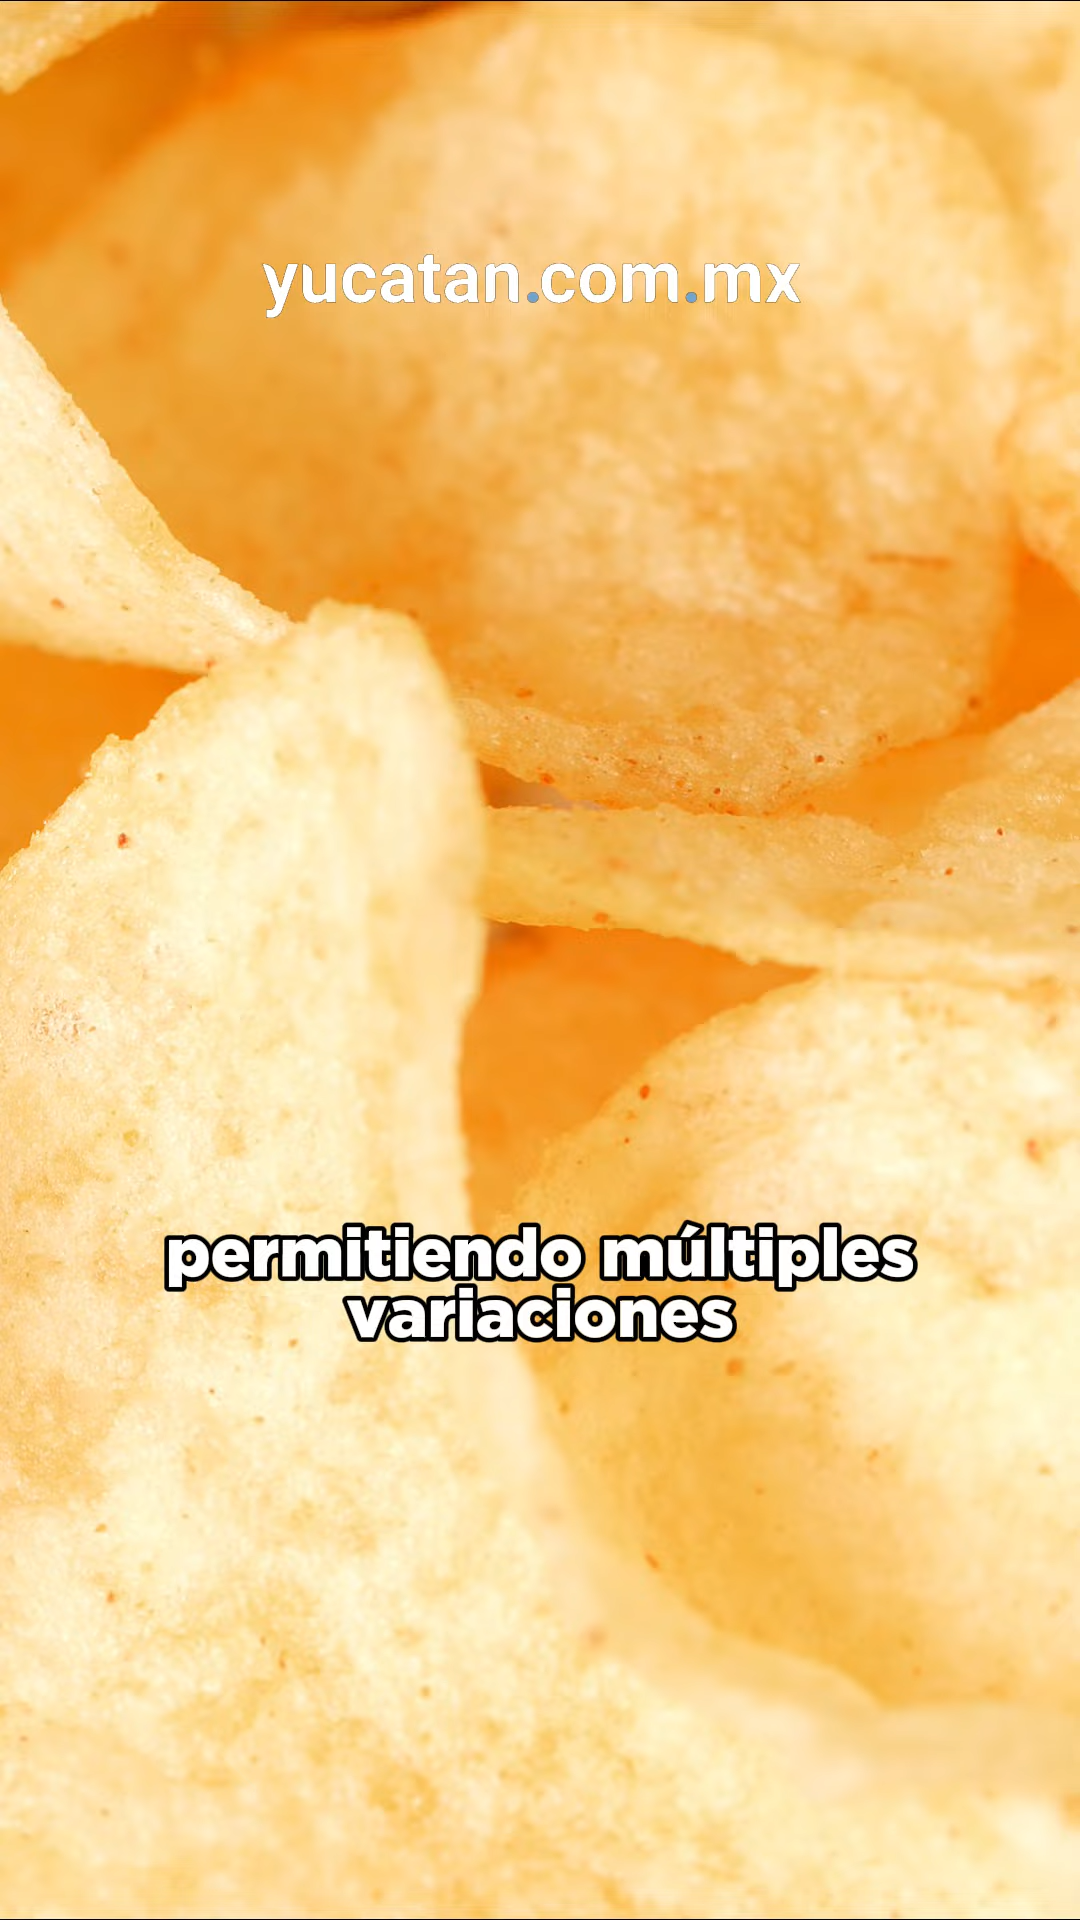 yucatan.com.mx
permitiendo múltiples
variaciones